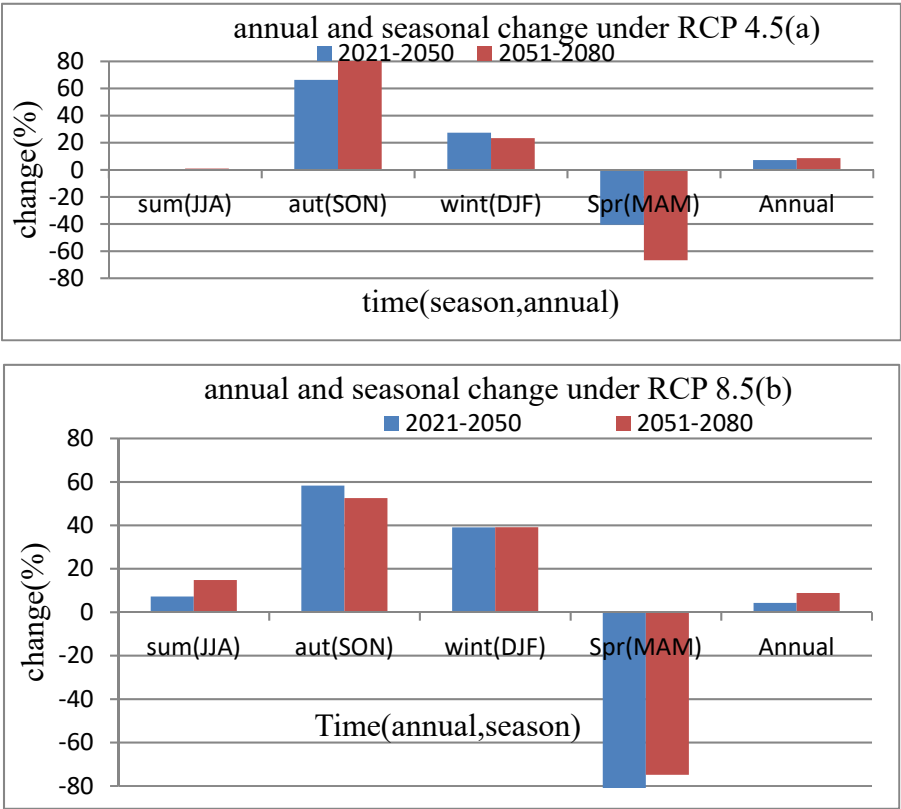 annual and seasonal change under RCP 4.5(a)
2021-2050 2051-2080
80
60
40
20
0
-20
-40
-60
-80
change(%)
sum(JJA) aut(SON) wint(DJF) Spr(MAM) Annual
time(season,annual)
annual and seasonal change under RCP 8.5(b)
2021-2050 2051-2080
80
60
40
20
0
-20
-40
-60
-80
change(%)
sum(JJA) aut(SON) wint(DJF) Spr(MAM) Annual
Time(annual,season)